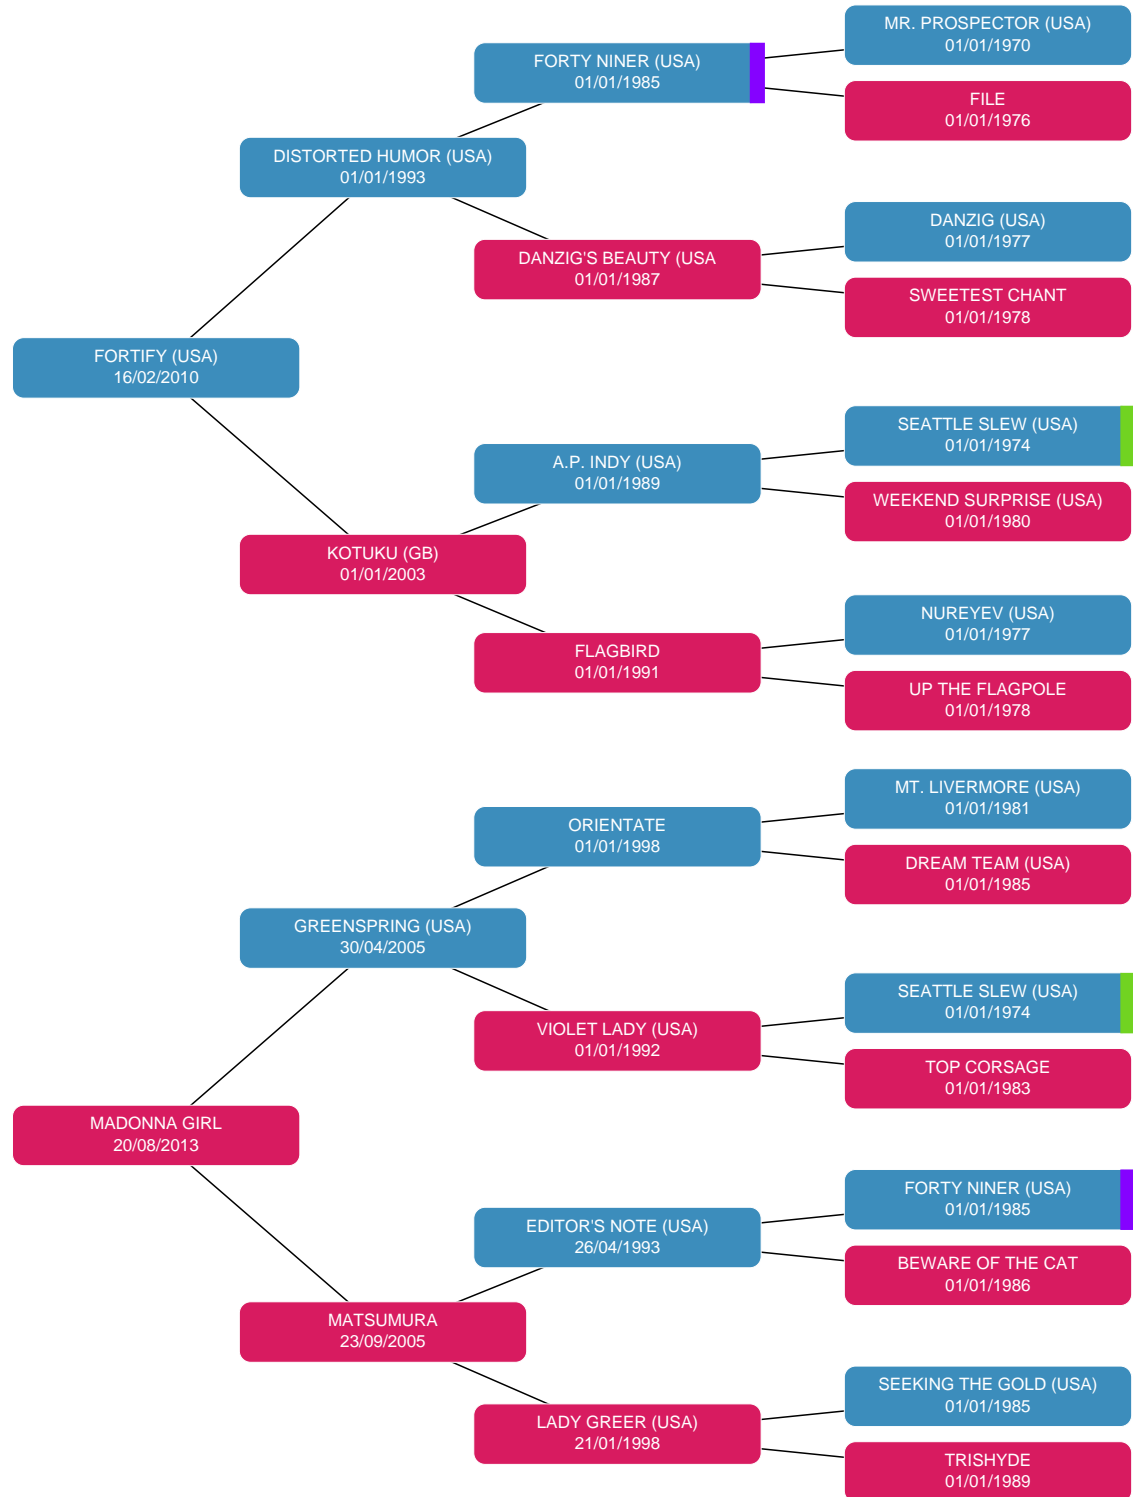 MR. PROSPECTOR (USA)
01/01/1970
FORTY NINER (USA)
01/01/1985
FILE
01/01/1976
DISTORTED HUMOR (USA)
01/01/1993
DANZIG (USA)
01/01/1977
DANZIG'S BEAUTY (USA
01/01/1987
SWEETEST CHANT
01/01/1978
FORTIFY (USA)
16/02/2010
SEATTLE SLEW (USA)
01/01/1974
A.P. INDY (USA)
01/01/1989
WEEKEND SURPRISE (USA)
01/01/1980
KOTUKU (GB)
01/01/2003
NUREYEV (USA)
01/01/1977
FLAGBIRD
01/01/1991
UP THE FLAGPOLE
01/01/1978
MT. LIVERMORE (USA)
01/01/1981
ORIENTATE
01/01/1998
DREAM TEAM (USA)
01/01/1985
GREENSPRING (USA)
30/04/2005
SEATTLE SLEW (USA)
01/01/1974
VIOLET LADY (USA)
01/01/1992
TOP CORSAGE
01/01/1983
MADONNA GIRL
20/08/2013
FORTY NINER (USA)
01/01/1985
EDITOR'S NOTE (USA)
26/04/1993
BEWARE OF THE CAT
01/01/1986
MATSUMURA
23/09/2005
SEEKING THE GOLD (USA)
01/01/1985
LADY GREER (USA)
21/01/1998
TRISHYDE
01/01/1989